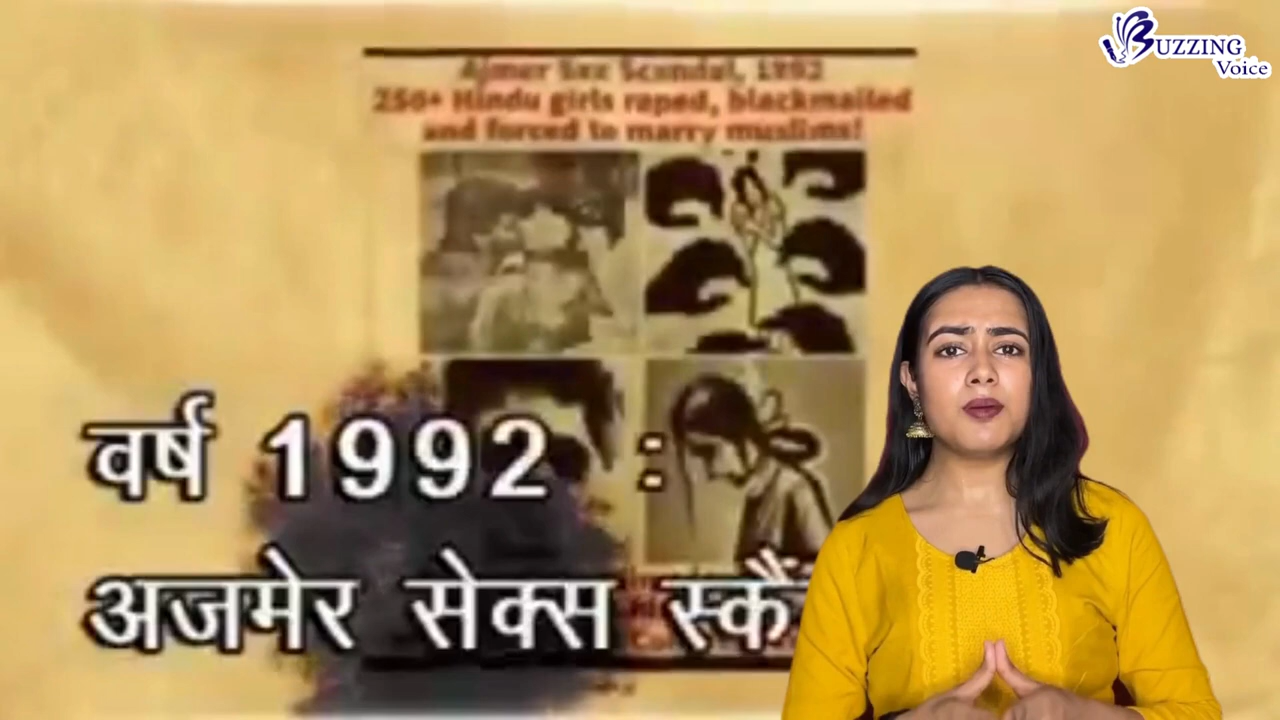 BUZZING
Voice
Ajmer Sex Scandal, 1992
250+ Hindu girls raped, blackmailed
and forced to marry muslims!
वर्ष 1992 :
अजमेर सेक्स